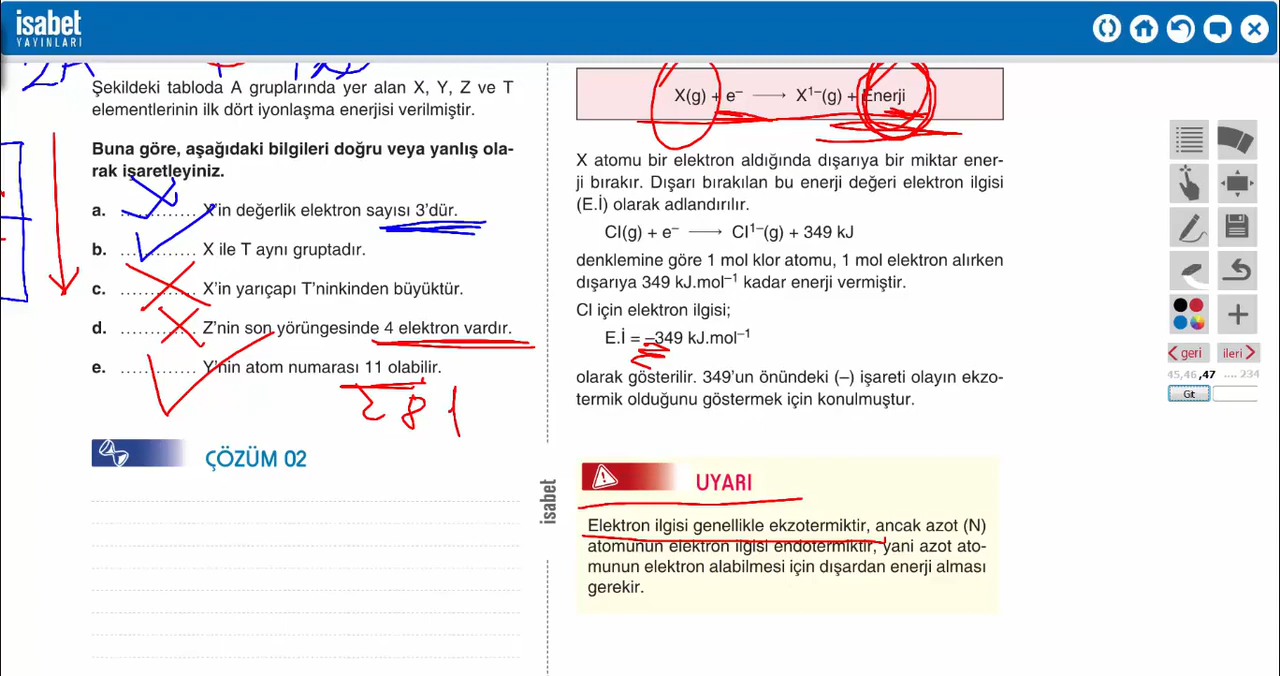 isabet
YAYINLARI
2A
Şekildeki tabloda A gruplarında yer alan X, Y, Z ve T
elementlerinin ilk dört iyonlaşma enerjisi verilmiştir.
Buna göre, aşağıdaki bilgileri doğru veya yanlış ola-
rak işaretleyiniz.
a. ............. X'in değerlik elektron sayısı 3'dür.
b. ............. X ile T aynı gruptadır.
c. ............. X'in yarıçapı T'ninkinden büyüktür.
d. ............. Z'nin son yörüngesinde 4 elektron vardır.
e. ............. Y'nin atom numarası 11 olabilir.
2 8 1
ÇÖZÜM 02
isabet
X(g) + e⁻ ⟶ X¹⁻(g) + Enerji
X atomu bir elektron aldığında dışarıya bir miktar ener-
ji bırakır. Dışarı bırakılan bu enerji değeri elektron ilgisi
(E.İ) olarak adlandırılır.
Cl(g) + e⁻ ⟶ Cl¹⁻(g) + 349 kJ
denklemine göre 1 mol klor atomu, 1 mol elektron alırken
dışarıya 349 kJ.mol⁻¹ kadar enerji vermiştir.
Cl için elektron ilgisi;
E.İ = –349 kJ.mol⁻¹
olarak gösterilir. 349'un önündeki (–) işareti olayın ekzo-
termik olduğunu göstermek için konulmuştur.
UYARI
Elektron ilgisi genellikle ekzotermiktir, ancak azot (N)
atomunun elektron ilgisi endotermiktir, yani azot ato-
munun elektron alabilmesi için dışardan enerji alması
gerekir.
geri ileri
45,46,47 .... 234
Git